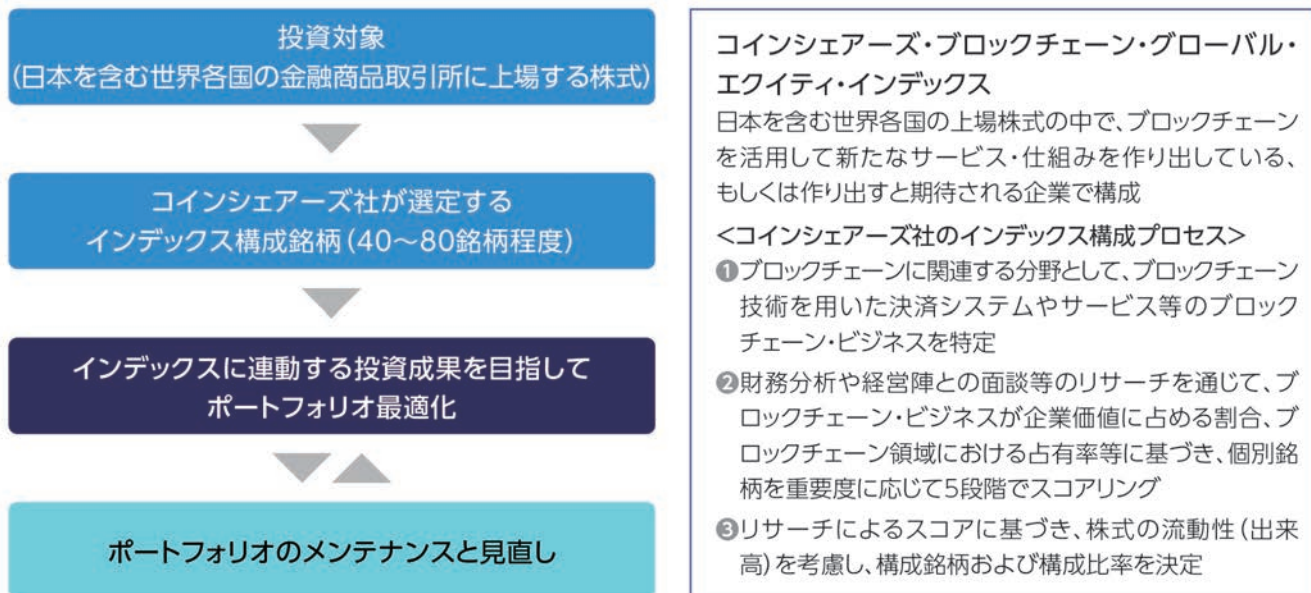 投資対象
(日本を含む世界各国の金融商品取引所に上場する株式)
コインシェアーズ社が選定する
インデックス構成銘柄(40～80銘柄程度)
インデックスに連動する投資成果を目指して
ポートフォリオ最適化
ポートフォリオのメンテナンスと見直し
コインシェアーズ・ブロックチェーン・グローバル・
エクイティ・インデックス
日本を含む世界各国の上場株式の中で、ブロックチェーン
を活用して新たなサービス・仕組みを作り出している、
もしくは作り出すと期待される企業で構成
<コインシェアーズ社のインデックス構成プロセス>
❶ブロックチェーンに関連する分野として、ブロックチェーン
技術を用いた決済システムやサービス等のブロック
チェーン・ビジネスを特定
❷財務分析や経営陣との面談等のリサーチを通じて、ブ
ロックチェーン・ビジネスが企業価値に占める割合、ブ
ロックチェーン領域における占有率等に基づき、個別銘
柄を重要度に応じて5段階でスコアリング
❸リサーチによるスコアに基づき、株式の流動性(出来
高)を考慮し、構成銘柄および構成比率を決定